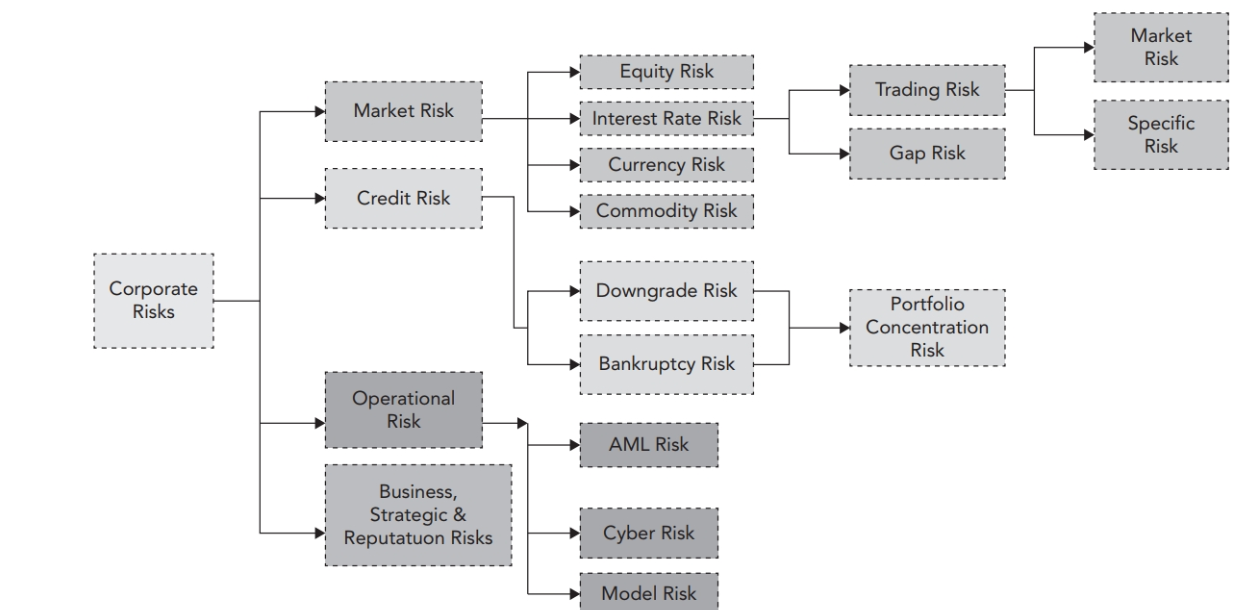 Corporate
Risks
Market Risk
Credit Risk
Operational
Risk
Business,
Strategic &
Reputatuon Risks
Equity Risk
Interest Rate Risk
Currency Risk
Commodity Risk
Downgrade Risk
Bankruptcy Risk
AML Risk
Cyber Risk
Model Risk
Trading Risk
Gap Risk
Portfolio
Concentration
Risk
Market
Risk
Specific
Risk